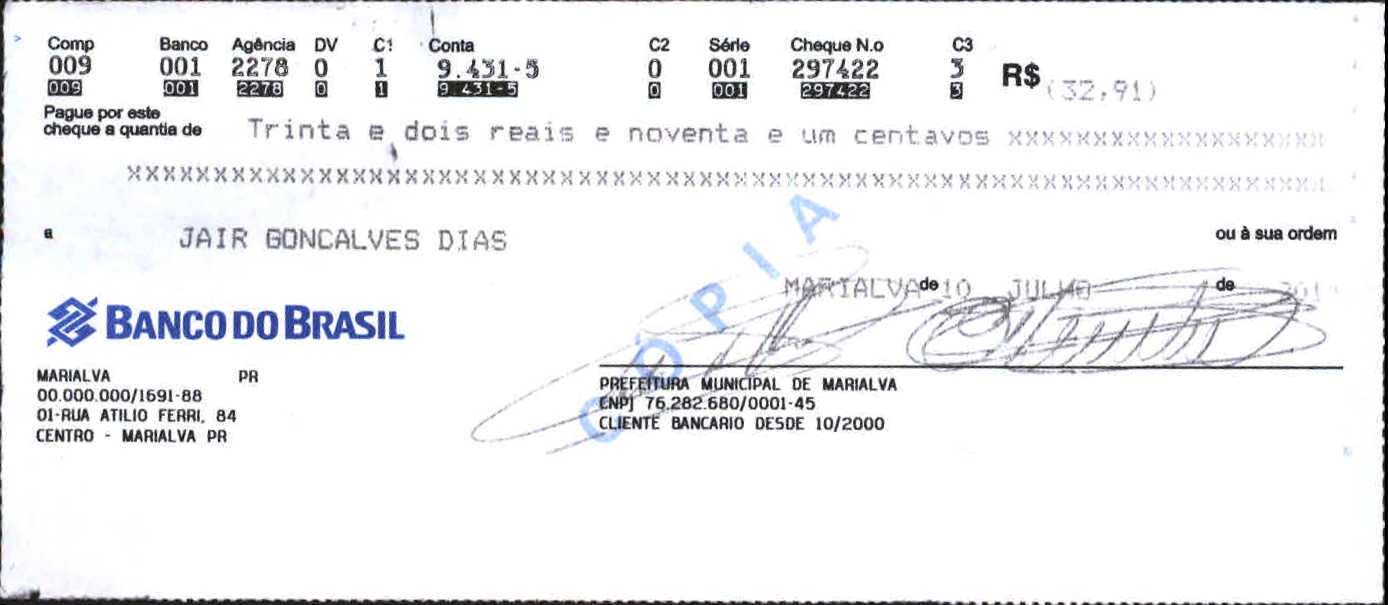 Comp Banco Agência DV C1 Conta C2 Série Cheque N.o C3
009 001 2278 0 1 9.431-5 0 001 297422 3 R$ (32,91)
009 001 2278 0 1 9.431-5 0 001 297422 3
Pague por este
cheque a quantia de Trinta e dois reais e noventa e um centavos xxxxxxxxxxxxxxxxxxx
xxxxxxxxxxxxxxxxxxxxxxxxxxxxxxxxxxxxxxxxxxxxxxxxxxxxxxxxxxxxxxxxxxxxxx
a JAIR GONCALVES DIAS ou à sua ordem
MARIALVA de 10 JULHO de
BANCO DO BRASIL
CÓPIA
MARIALVA PR
00.000.000/1691-88
01-RUA ATILIO FERRI, 84
CENTRO - MARIALVA PR
PREFEITURA MUNICIPAL DE MARIALVA
CNPJ 76.282.680/0001-45
CLIENTE BANCARIO DESDE 10/2000